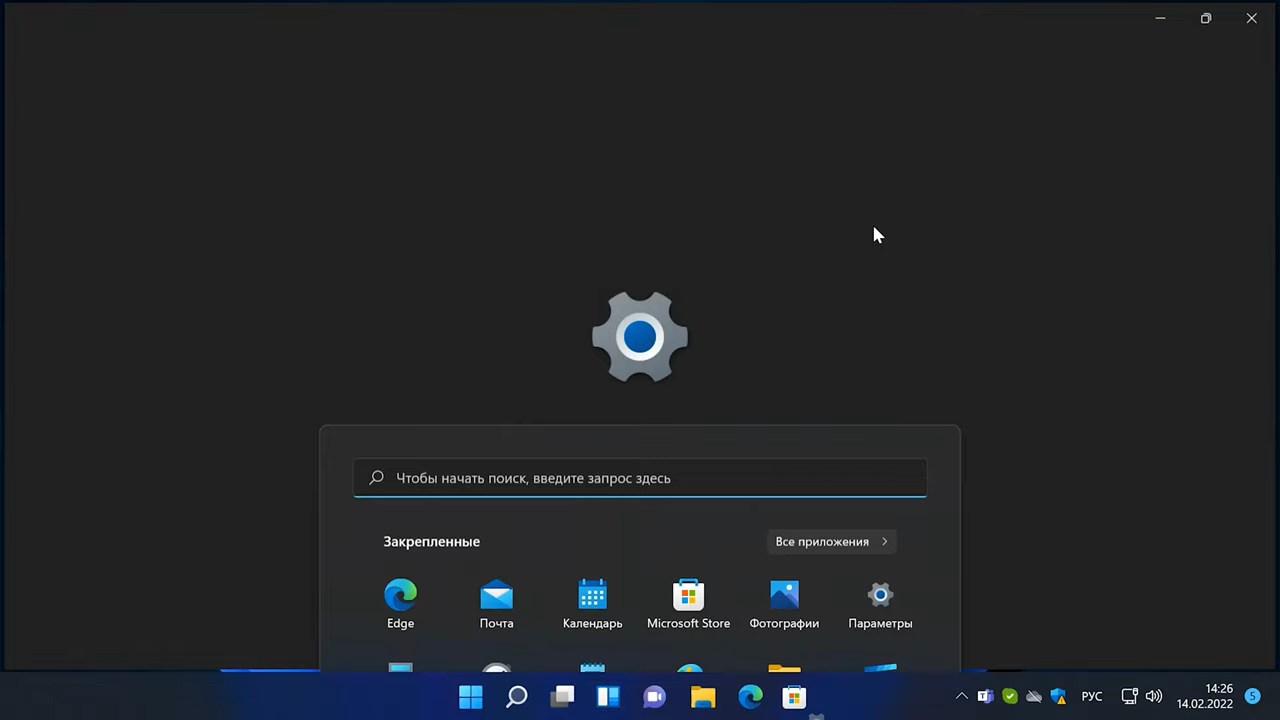 Чтобы начать поиск, введите запрос здесь
Закрепленные
Все приложения
Edge
Почта
Календарь
Microsoft Store
Фотографии
Параметры
РУС
14:26
14.02.2022
5